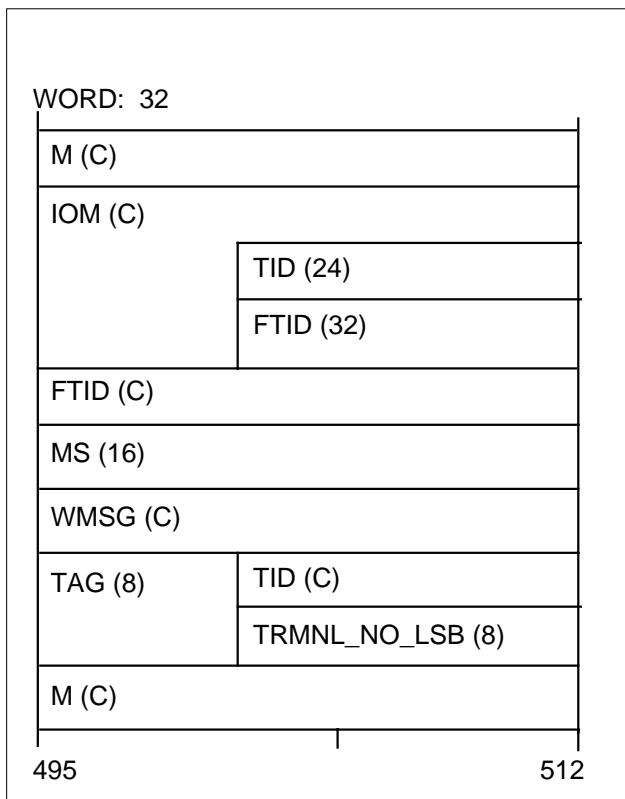 WORD: 32
M (C)
IOM (C)
TID (24)
FTID (32)
FTID (C)
MS (16)
WMSG (C)
TAG (8)
TID (C)
TRMNL_NO_LSB (8)
M (C)
495 512